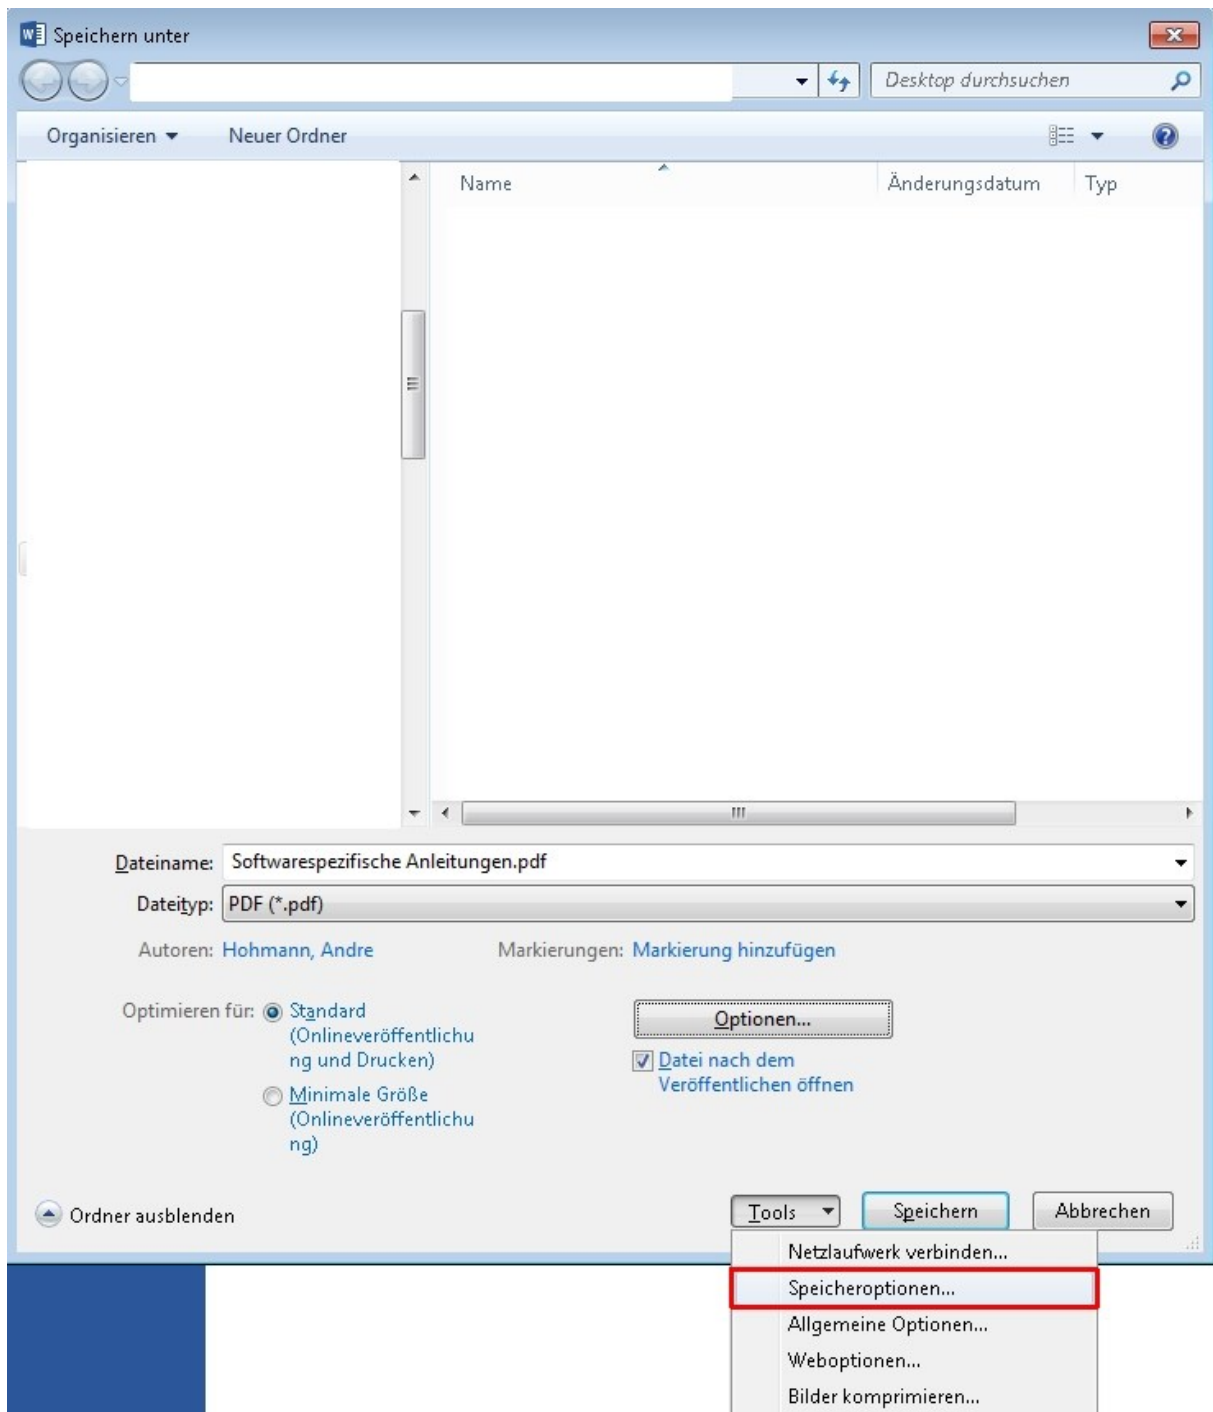 Speichern unter
Desktop durchsuchen
Organisieren Neuer Ordner
Name Änderungsdatum Typ
Dateiname: Softwarespezifische Anleitungen.pdf
Dateityp: PDF (*.pdf)
Autoren: Hohmann, Andre Markierungen: Markierung hinzufügen
Optimieren für: Standard
(Onlineveröffentlichu
ng und Drucken)
Minimale Größe
(Onlineveröffentlichu
ng)
Optionen...
Datei nach dem
Veröffentlichen öffnen
Ordner ausblenden Tools Speichern Abbrechen
Netzlaufwerk verbinden...
Speicheroptionen...
Allgemeine Optionen...
Weboptionen...
Bilder komprimieren...